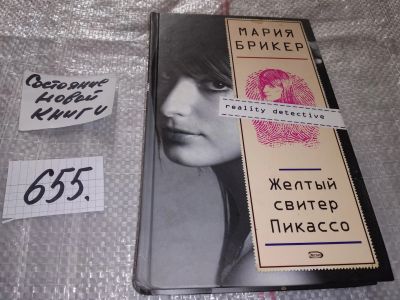 Состояние
новой
книги
655.
МАРИЯ
БРИКЕР
reality detective
Желтый
свитер
Пикассо